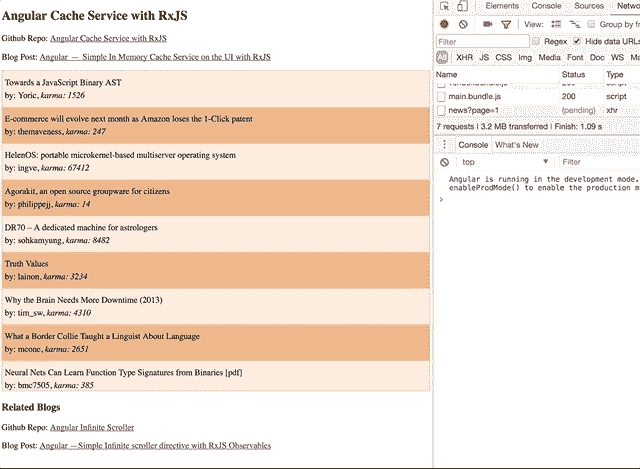 Angular Cache Service with RxJS
Github Repo: Angular Cache Service with RxJS
Blog Post: Angular — Simple In Memory Cache Service on the UI with RxJS
Towards a JavaScript Binary AST
by: Yoric, karma: 1526
E-commerce will evolve next month as Amazon loses the 1-Click patent
by: themaveness, karma: 247
HelenOS: portable microkernel-based multiserver operating system
by: ingve, karma: 67412
Agorakit, an open source groupware for citizens
by: philippejj, karma: 14
DR70 – A dedicated machine for astrologers
by: sohkamyung, karma: 8482
Truth Values
by: lainon, karma: 3234
Why the Brain Needs More Downtime (2013)
by: tim_sw, karma: 4310
What a Border Collie Taught a Linguist About Language
by: mcone, karma: 2651
Neural Nets Can Learn Function Type Signatures from Binaries [pdf]
by: bmc7505, karma: 385
Related Blogs
Github Repo: Angular Infinite Scroller
Blog Post: Angular — Simple Infinite scroller directive with RxJS Observables
Elements Console Sources Netwo
View: Group by fr
Filter Regex Hide data URLs
All XHR JS CSS Img Media Font Doc WS Ma
Name Status Type
main.bundle.js 200 script
news?page=1 (pending) xhr
7 requests | 3.2 MB transferred | Finish: 1.09 s
Console What's New
top Filter
Angular is running in the development mode.
enableProdMode() to enable the production m